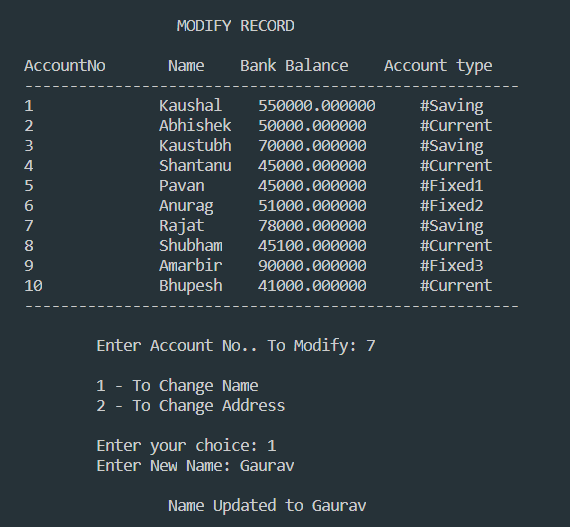 MODIFY RECORD
AccountNo Name Bank Balance Account type
-------------------------------------------------------
1 Kaushal 550000.000000 #Saving
2 Abhishek 50000.000000 #Current
3 Kaustubh 70000.000000 #Saving
4 Shantanu 45000.000000 #Current
5 Pavan 45000.000000 #Fixed1
6 Anurag 51000.000000 #Fixed2
7 Rajat 78000.000000 #Saving
8 Shubham 45100.000000 #Current
9 Amarbir 90000.000000 #Fixed3
10 Bhupesh 41000.000000 #Current
-------------------------------------------------------
Enter Account No.. To Modify: 7
1 - To Change Name
2 - To Change Address
Enter your choice: 1
Enter New Name: Gaurav
Name Updated to Gaurav